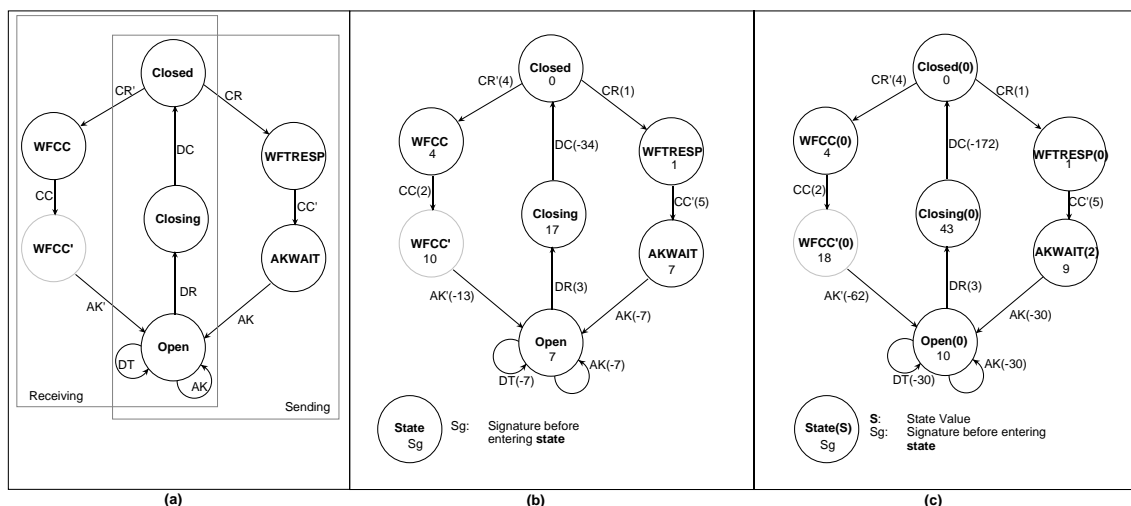 Closed
CR'
CR
WFCC
WFTRESP
DC
CC
CC'
Closing
WFCC'
AKWAIT
DR
AK'
AK
Open
DT
AK
Receiving
Sending
(a)
Closed
0
CR'(4)
CR(1)
WFCC
4
WFTRESP
1
DC(-34)
CC(2)
CC'(5)
Closing
17
WFCC'
10
AKWAIT
7
DR(3)
AK'(-13)
AK(-7)
Open
7
DT(-7)
AK(-7)
State
Sg
Sg: Signature before
entering state
(b)
Closed(0)
0
CR'(4)
CR(1)
WFCC(0)
4
WFTRESP(0)
1
DC(-172)
CC(2)
CC'(5)
Closing(0)
43
WFCC'(0)
18
AKWAIT(2)
9
DR(3)
AK'(-62)
AK(-30)
Open(0)
10
DT(-30)
AK(-30)
State(S)
Sg
S: State Value
Sg: Signature before entering
state
(c)